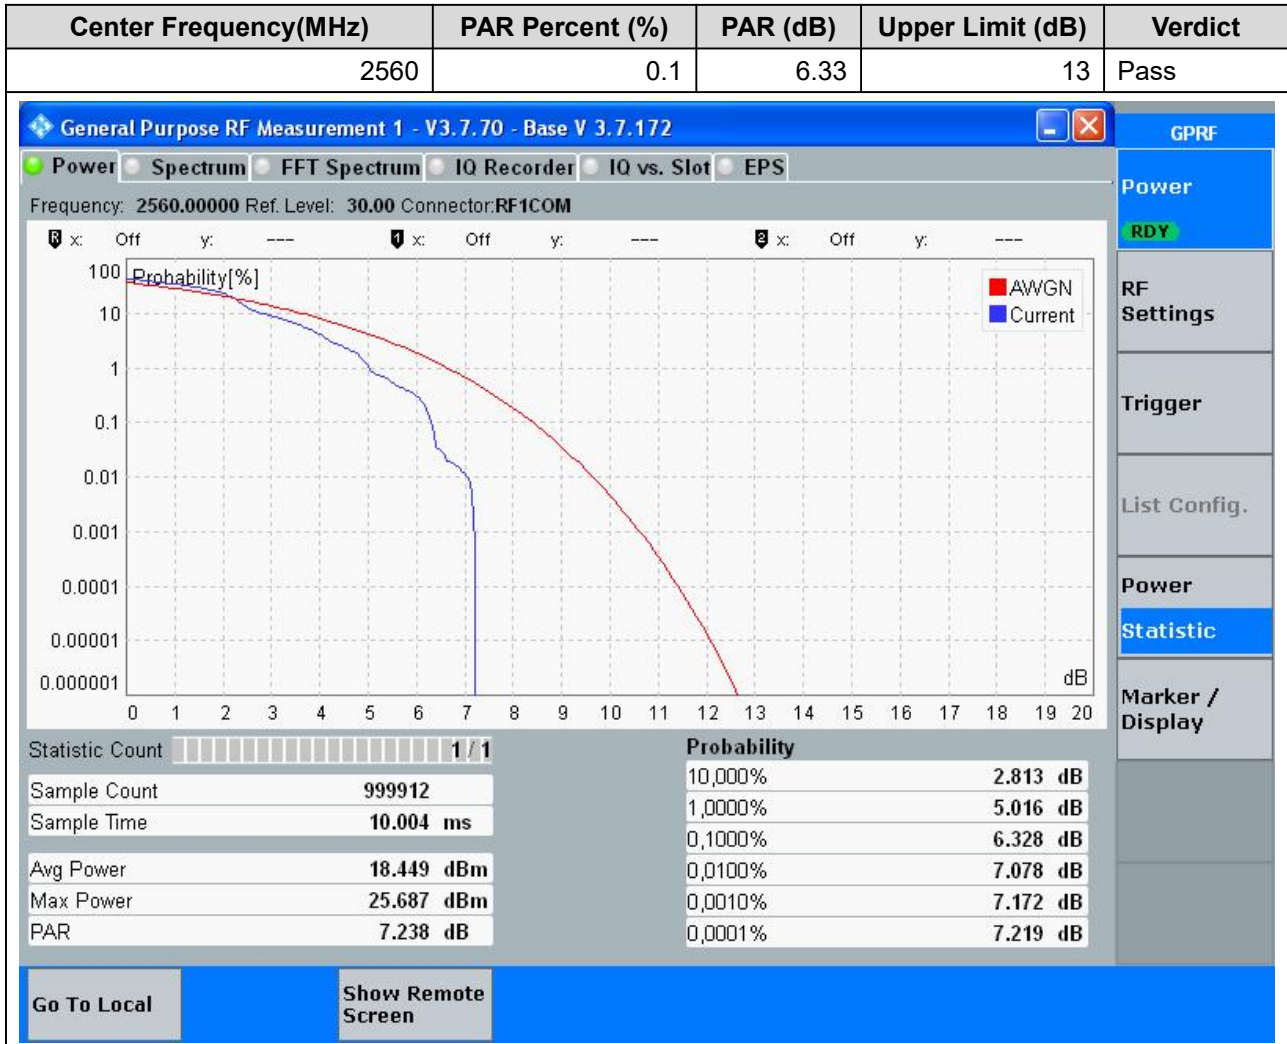 Center Frequency(MHz) PAR Percent (%) PAR (dB) Upper Limit (dB) Verdict
2560 0.1 6.33 13 Pass
General Purpose RF Measurement 1 - V3.7.70 - Base V 3.7.172
GPRF
Power Spectrum FFT Spectrum IQ Recorder IQ vs. Slot EPS
Frequency: 2560.00000 Ref. Level: 30.00 Connector:RF1COM
R x: Off y: --- 1 x: Off y: --- 2 x: Off y: ---
Probability[%]
AWGN
Current
100
10
1
0.1
0.01
0.001
0.0001
0.00001
0.000001
dB
0 1 2 3 4 5 6 7 8 9 10 11 12 13 14 15 16 17 18 19 20
Statistic Count 1 / 1
Sample Count 999912
Sample Time 10.004 ms
Avg Power 18.449 dBm
Max Power 25.687 dBm
PAR 7.238 dB
Probability
10,000% 2.813 dB
1,0000% 5.016 dB
0,1000% 6.328 dB
0,0100% 7.078 dB
0,0010% 7.172 dB
0,0001% 7.219 dB
Power
RDY
RF
Settings
Trigger
List Config.
Power
Statistic
Marker /
Display
Go To Local
Show Remote
Screen